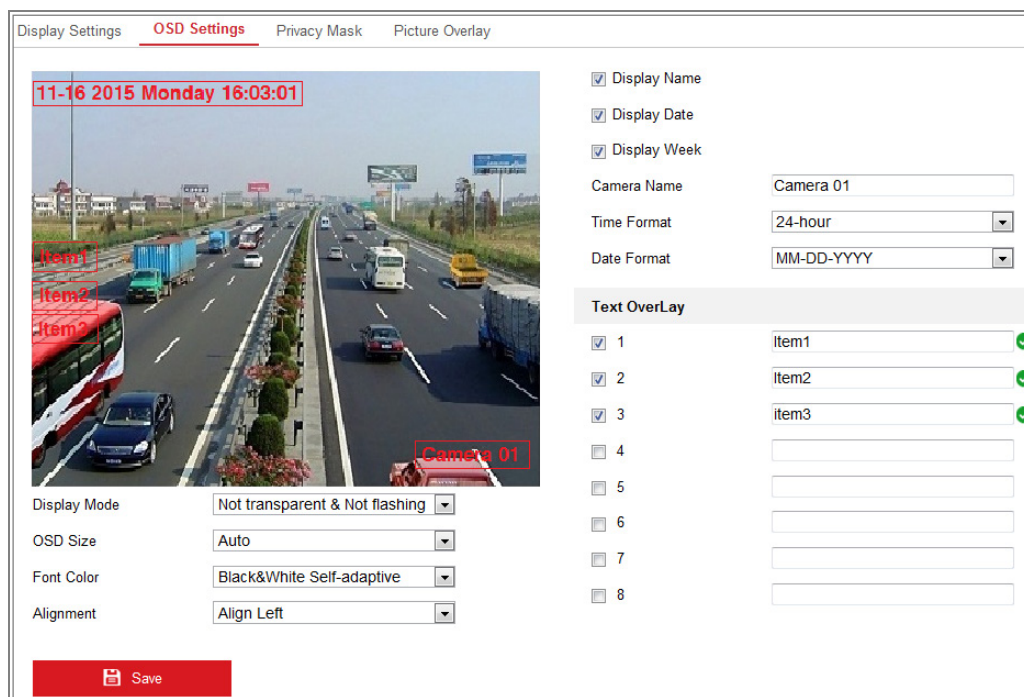 Display Settings OSD Settings Privacy Mask Picture Overlay
11-16 2015 Monday 16:03:01
Item1
Item2
Item3
Camera 01
Display Mode Not transparent & Not flashing
OSD Size Auto
Font Color Black&White Self-adaptive
Alignment Align Left
Save
Display Name
Display Date
Display Week
Camera Name Camera 01
Time Format 24-hour
Date Format MM-DD-YYYY
Text OverLay
1 Item1
2 Item2
3 item3
4
5
6
7
8